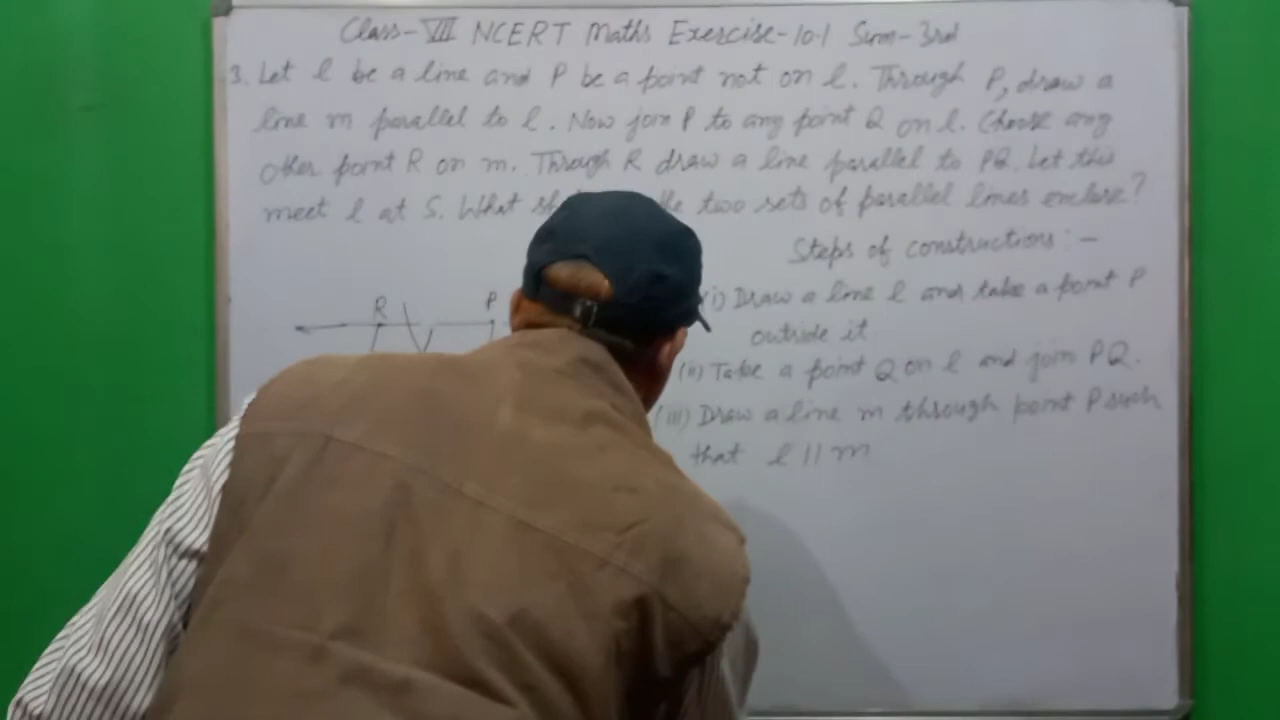 Class-VII NCERT Maths Exercise-10.1 Sum-3rd
3. Let l be a line and P be a point not on l. Through P, draw a
line m parallel to l. Now join P to any point Q on l. Choose any
other point R on m. Through R draw a line parallel to PQ. Let this
meet l at S. What two sets of parallel lines enclose?
Steps of constructions :-
(i) Draw a line l and take a point P
outside it
(ii) Take a point Q on l and join PQ.
(iii) Draw a line m through point P such
that l || m
R P